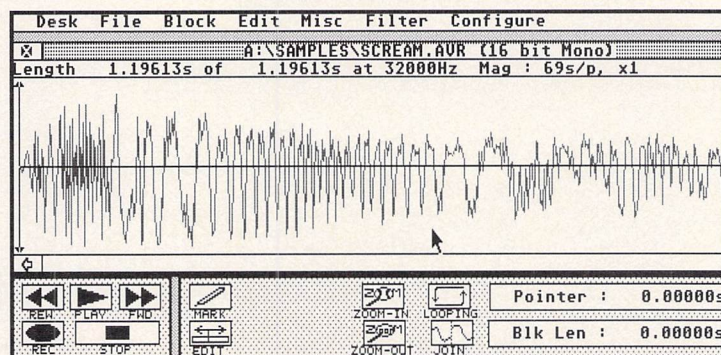 Desk File Block Edit Misc Filter Configure
A:\SAMPLES\SCREAM.AVR (16 bit Mono)
Length 1.19613s of 1.19613s at 32000Hz Mag : 69s/p, x1
REW PLAY FWD MARK ZOOM-IN LOOPING Pointer : 0.00000s
REC STOP EDIT ZOOM-OUT JOIN Blk Len : 0.00000s